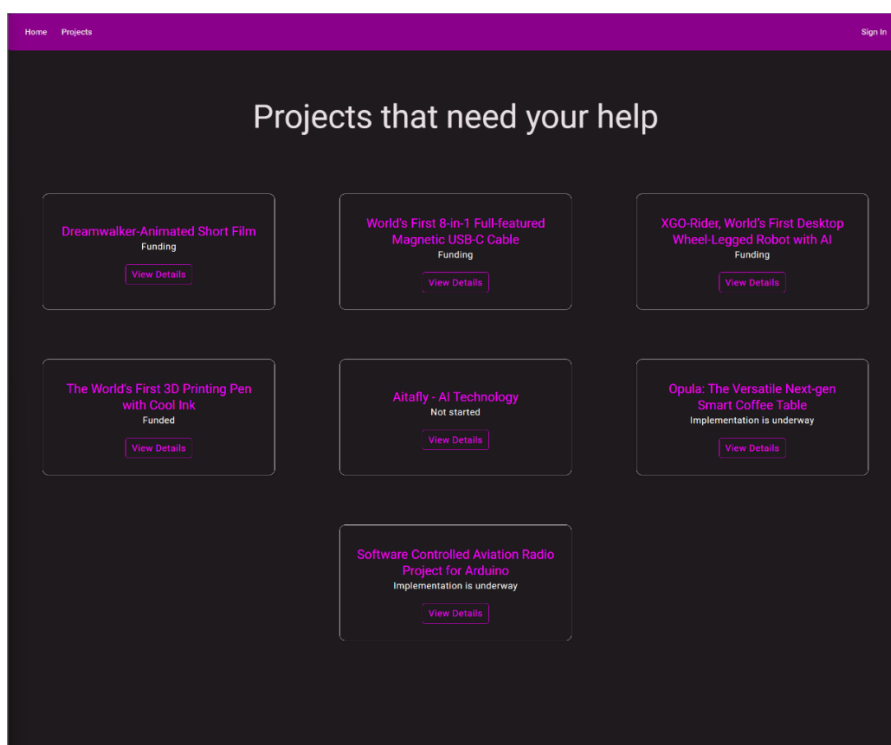 Home Projects Sign In
Projects that need your help
Dreamwalker-Animated Short Film
Funding
View Details
World's First 8-in-1 Full-featured
Magnetic USB-C Cable
Funding
View Details
XGO-Rider, World's First Desktop
Wheel-Legged Robot with AI
Funding
View Details
The World's First 3D Printing Pen
with Cool Ink
Funded
View Details
Aitafly - AI Technology
Not started
View Details
Opula: The Versatile Next-gen
Smart Coffee Table
Implementation is underway
View Details
Software Controlled Aviation Radio
Project for Arduino
Implementation is underway
View Details